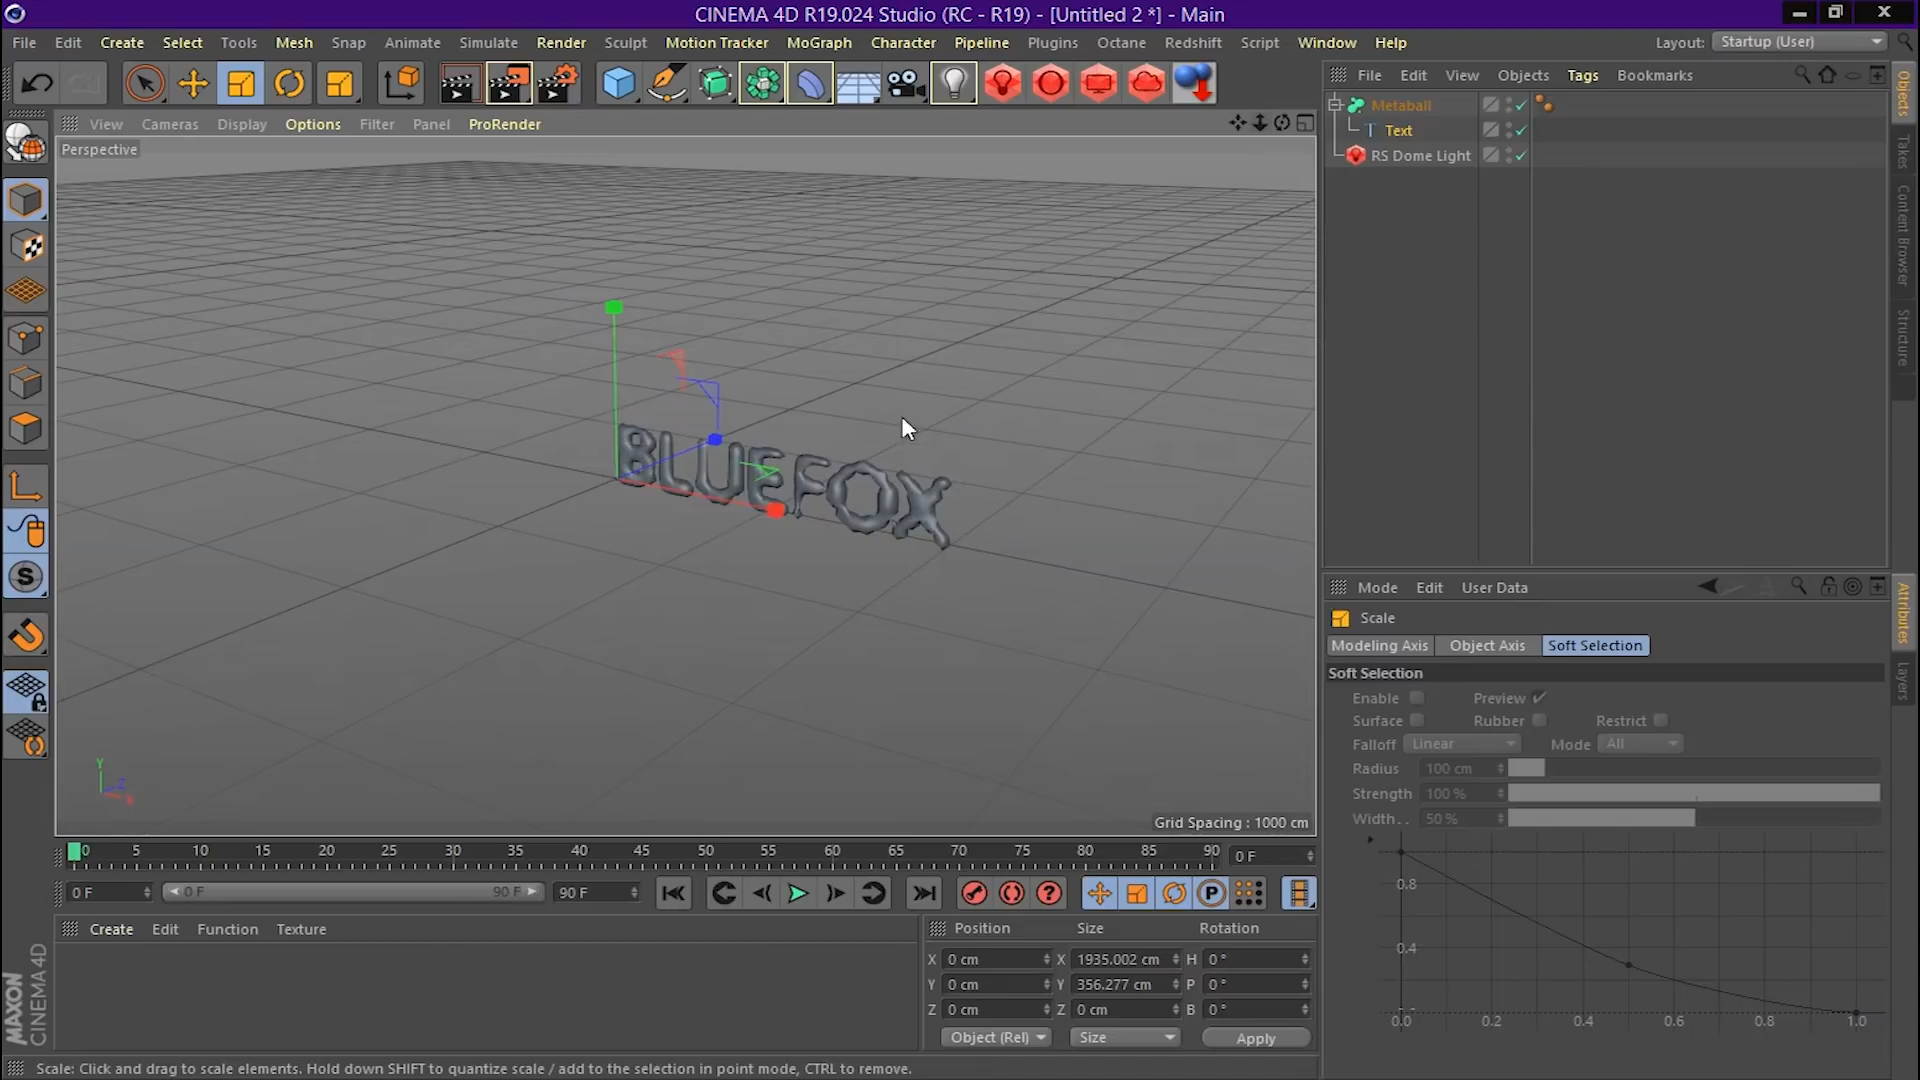 CINEMA 4D R19.024 Studio (RC - R19) - [Untitled 2 *] - Main
File Edit Create Select Tools Mesh Snap Animate Simulate Render Sculpt Motion Tracker MoGraph Character Pipeline Plugins Octane Redshift Script Window Help Layout: Startup (User)
File Edit View Objects Tags Bookmarks
View Cameras Display Options Filter Panel ProRender
Perspective
Metaball
Text
RS Dome Light
Objects
Takes
Content Browser
Structure
BLUEFOX
Y
Z
X
Grid Spacing : 1000 cm
Mode Edit User Data
Scale
Modeling Axis Object Axis Soft Selection
Soft Selection
Enable Preview
Surface Rubber Restrict
Falloff Linear Mode All
Radius 100 cm
Strength 100 %
Width. . 50 %
0.8
0.4
0.0 0.2 0.4 0.6 0.8 1.0
Attributes
Layers
0 5 10 15 20 25 30 35 40 45 50 55 60 65 70 75 80 85 90 0 F
0 F 0 F 90 F 90 F
P
S
Create Edit Function Texture
Position Size Rotation
X 0 cm X 1935.002 cm H 0 °
Y 0 cm Y 356.277 cm P 0 °
Z 0 cm Z 0 cm B 0 °
Object (Rel) Size Apply
MAXON
CINEMA 4D
Scale: Click and drag to scale elements. Hold down SHIFT to quantize scale / add to the selection in point mode, CTRL to remove.